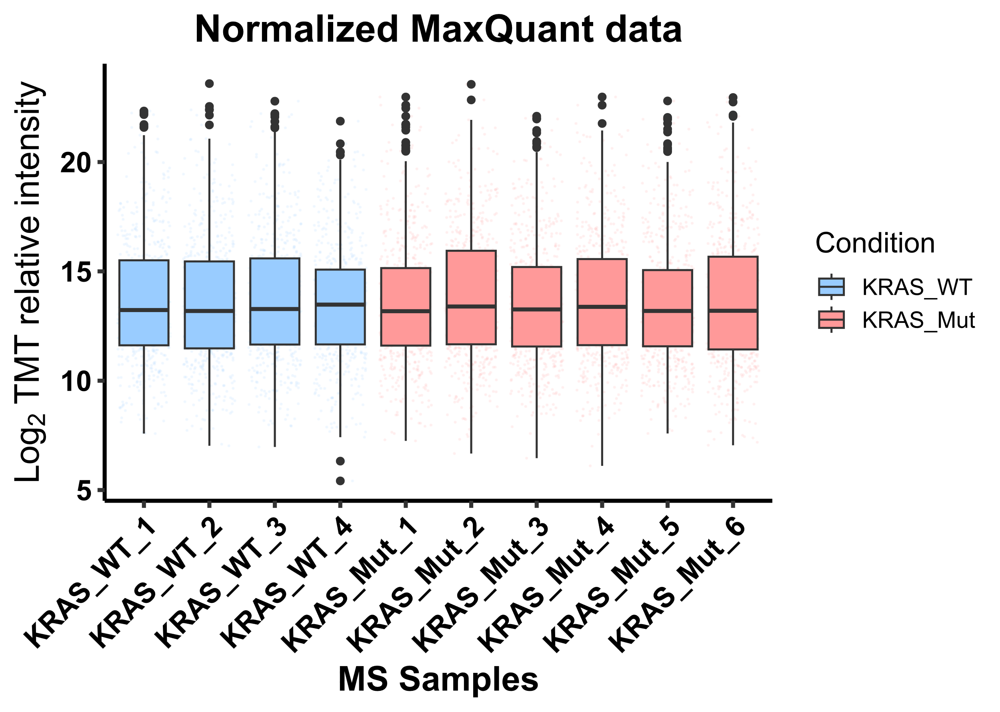 Normalized MaxQuant data
Log₂ TMT relative intensity
20
15
10
5
KRAS_WT_1
KRAS_WT_2
KRAS_WT_3
KRAS_WT_4
KRAS_Mut_1
KRAS_Mut_2
KRAS_Mut_3
KRAS_Mut_4
KRAS_Mut_5
KRAS_Mut_6
MS Samples
Condition
KRAS_WT
KRAS_Mut